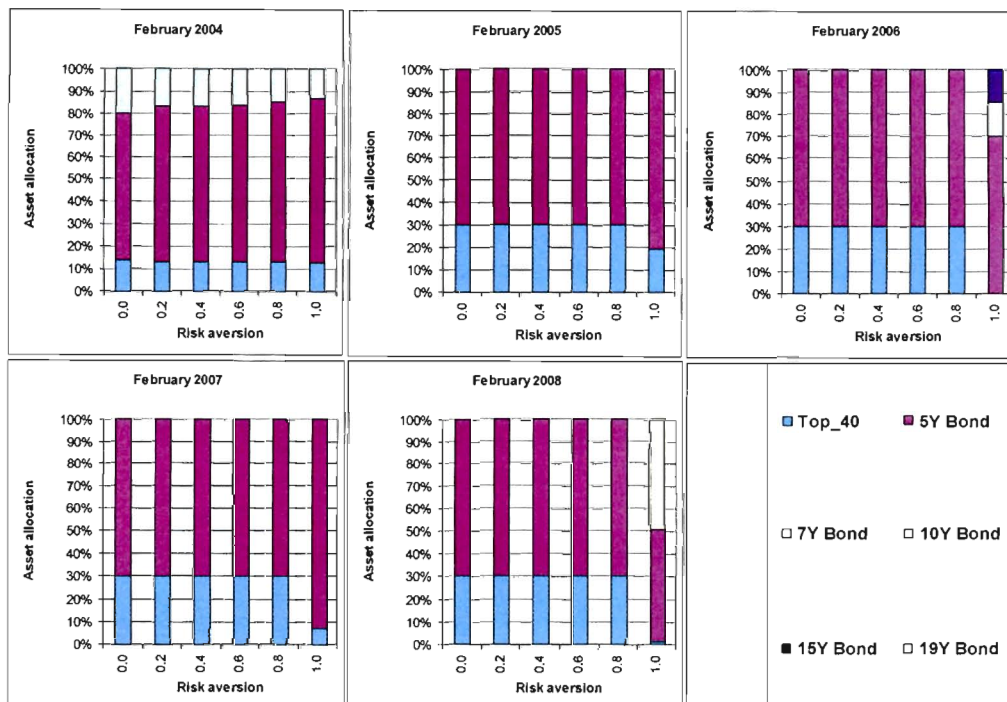 February 2004
Asset allocation
100%
90%
80%
70%
60%
50%
40%
30%
20%
10%
0%
0.0 0.2 0.4 0.6 0.8 1.0
Risk aversion
February 2005
Asset allocation
100%
90%
80%
70%
60%
50%
40%
30%
20%
10%
0%
0.0 0.2 0.4 0.6 0.8 1.0
Risk aversion
February 2006
Asset allocation
100%
90%
80%
70%
60%
50%
40%
30%
20%
10%
0%
0.0 0.2 0.4 0.6 0.8 1.0
Risk aversion
February 2007
Asset allocation
100%
90%
80%
70%
60%
50%
40%
30%
20%
10%
0%
0.0 0.2 0.4 0.6 0.8 1.0
Risk aversion
February 2008
Asset allocation
100%
90%
80%
70%
60%
50%
40%
30%
20%
10%
0%
0.0 0.2 0.4 0.6 0.8 1.0
Risk aversion
Top_40 5Y Bond
7Y Bond 10Y Bond
15Y Bond 19Y Bond